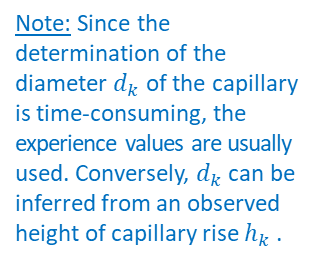 Note: Since the
determination of the
diameter dₖ of the capillary
is time-consuming, the
experience values are usually
used. Conversely, dₖ can be
inferred from an observed
height of capillary rise hₖ .